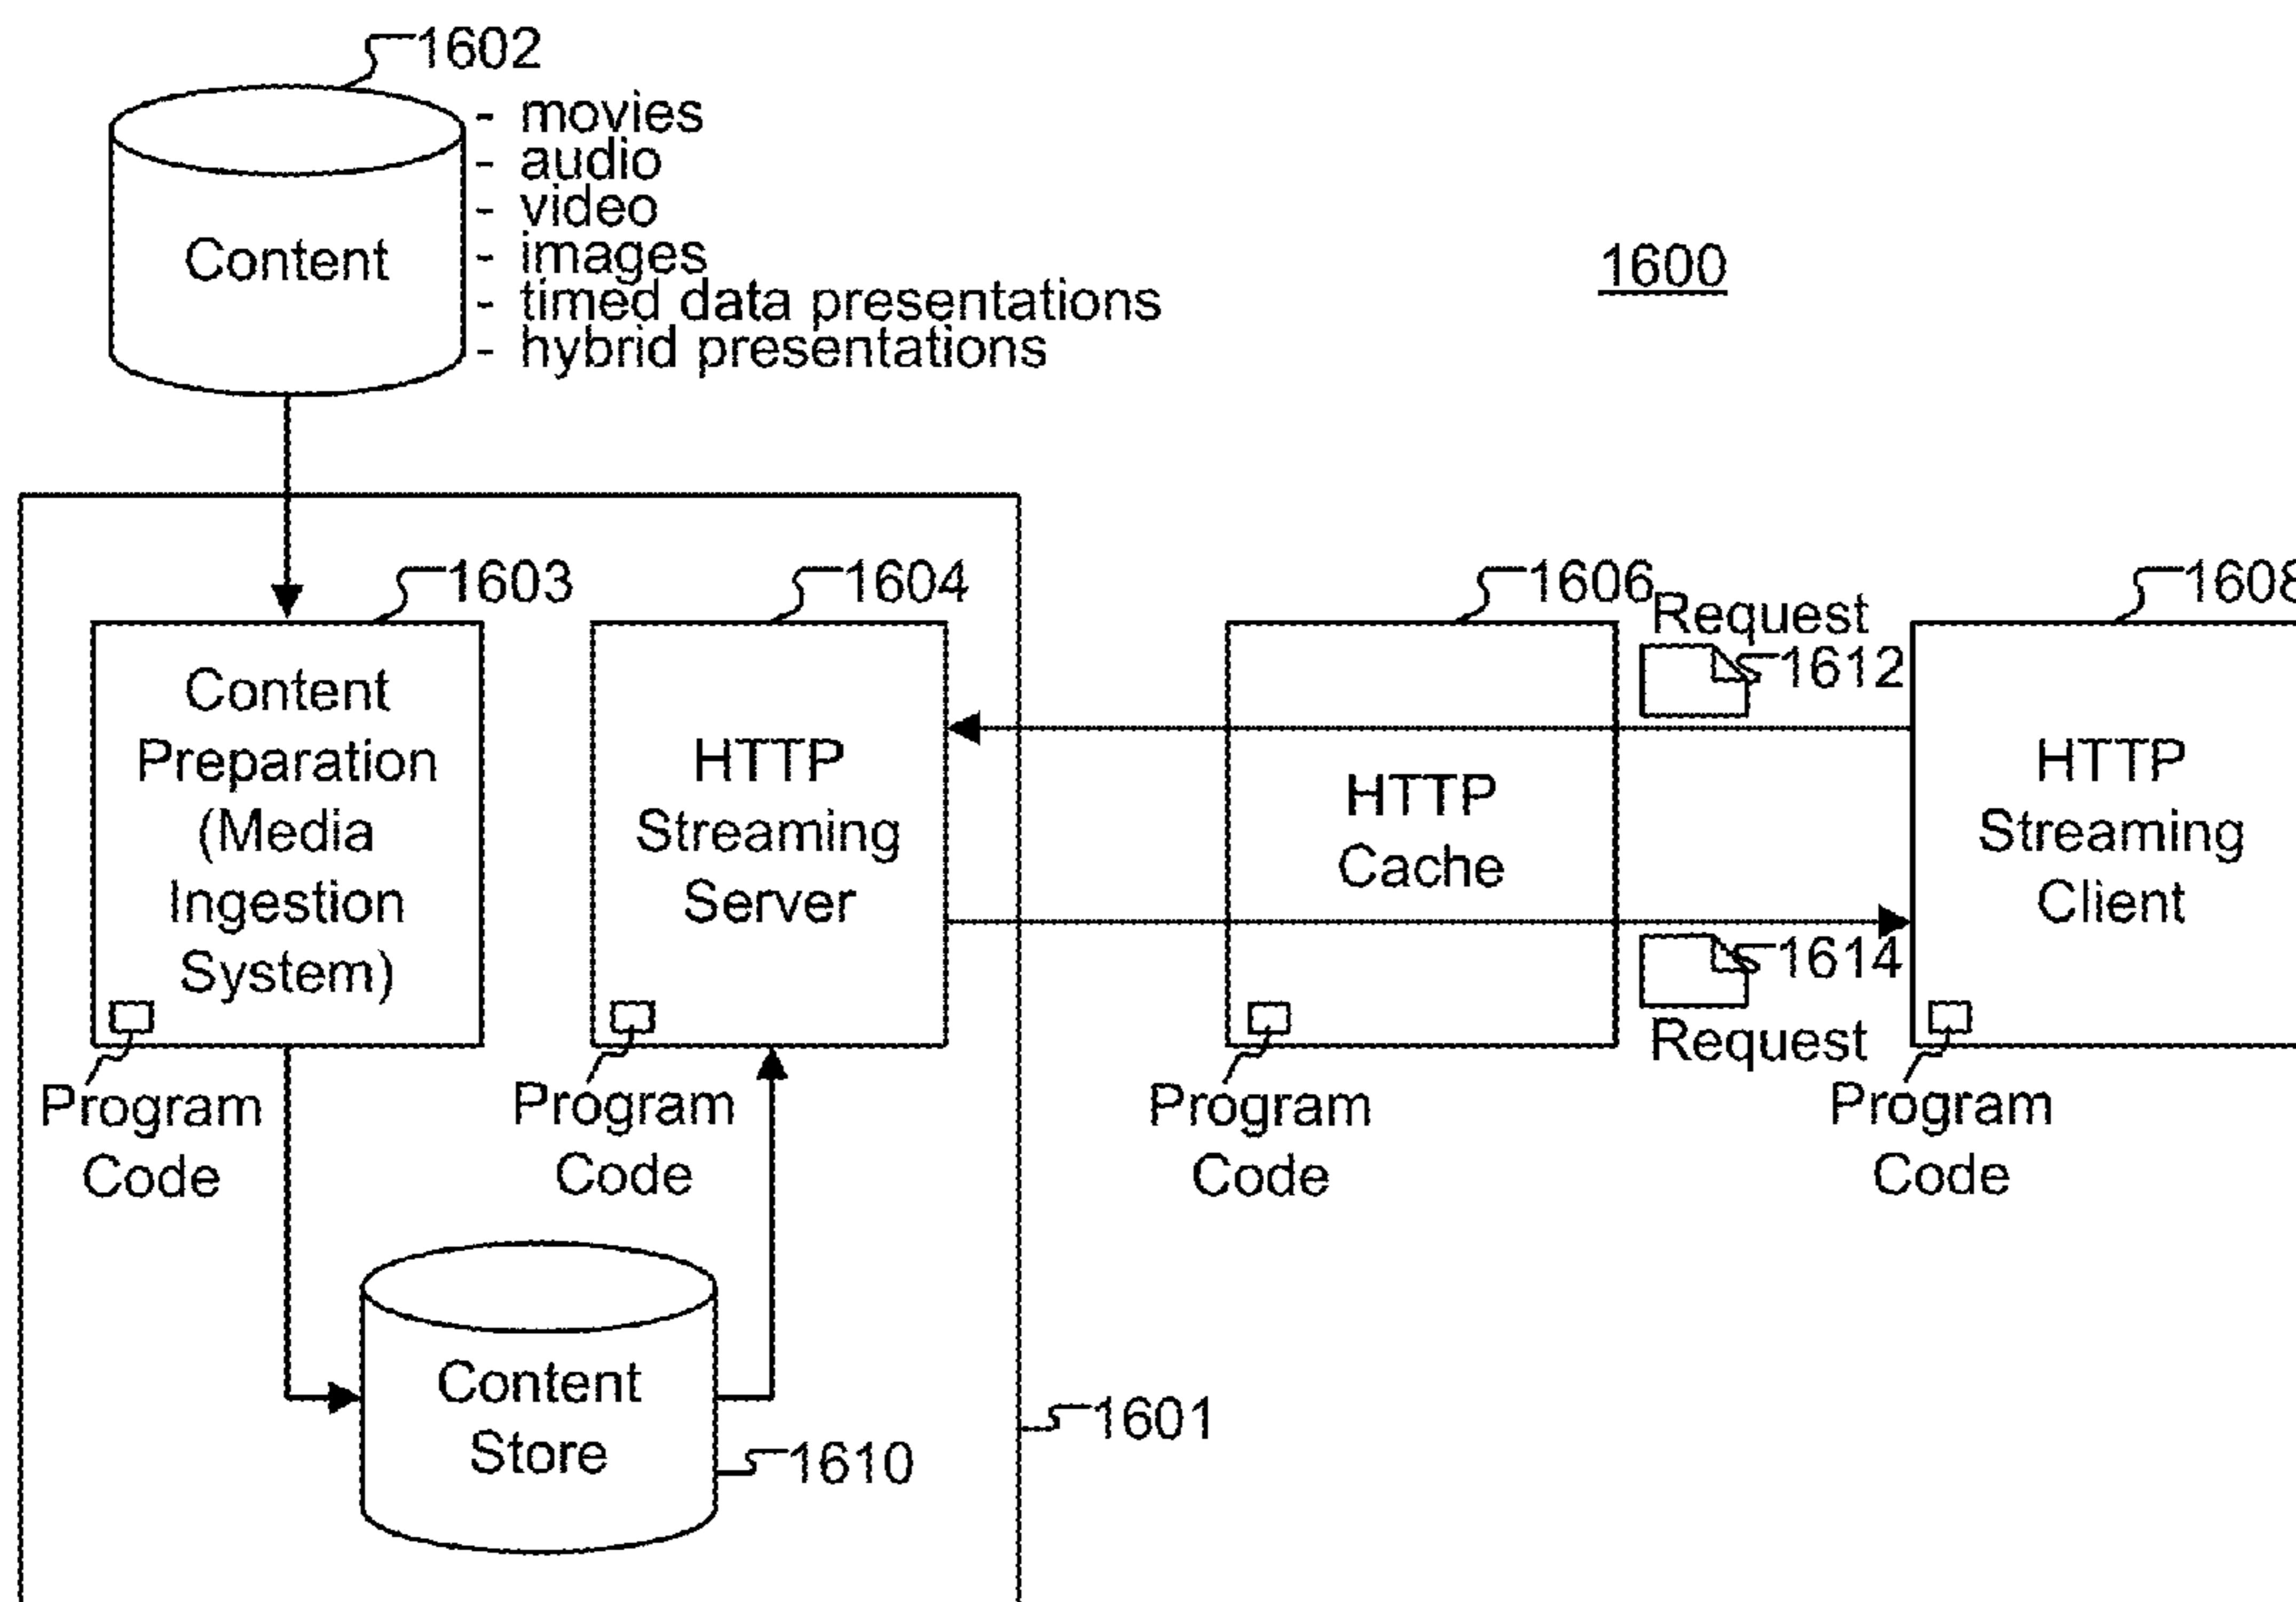 1602
- movies
- audio
- video
- images
- timed data presentations
- hybrid presentations
Content
1600
1603
1604
1606
1608
Request
1612
Content
Preparation
(Media
Ingestion
System)
HTTP
Streaming
Server
HTTP
Cache
HTTP
Streaming
Client
1614
Request
Program
Code
Program
Code
Program
Code
Program
Code
Content
Store
1601
1610